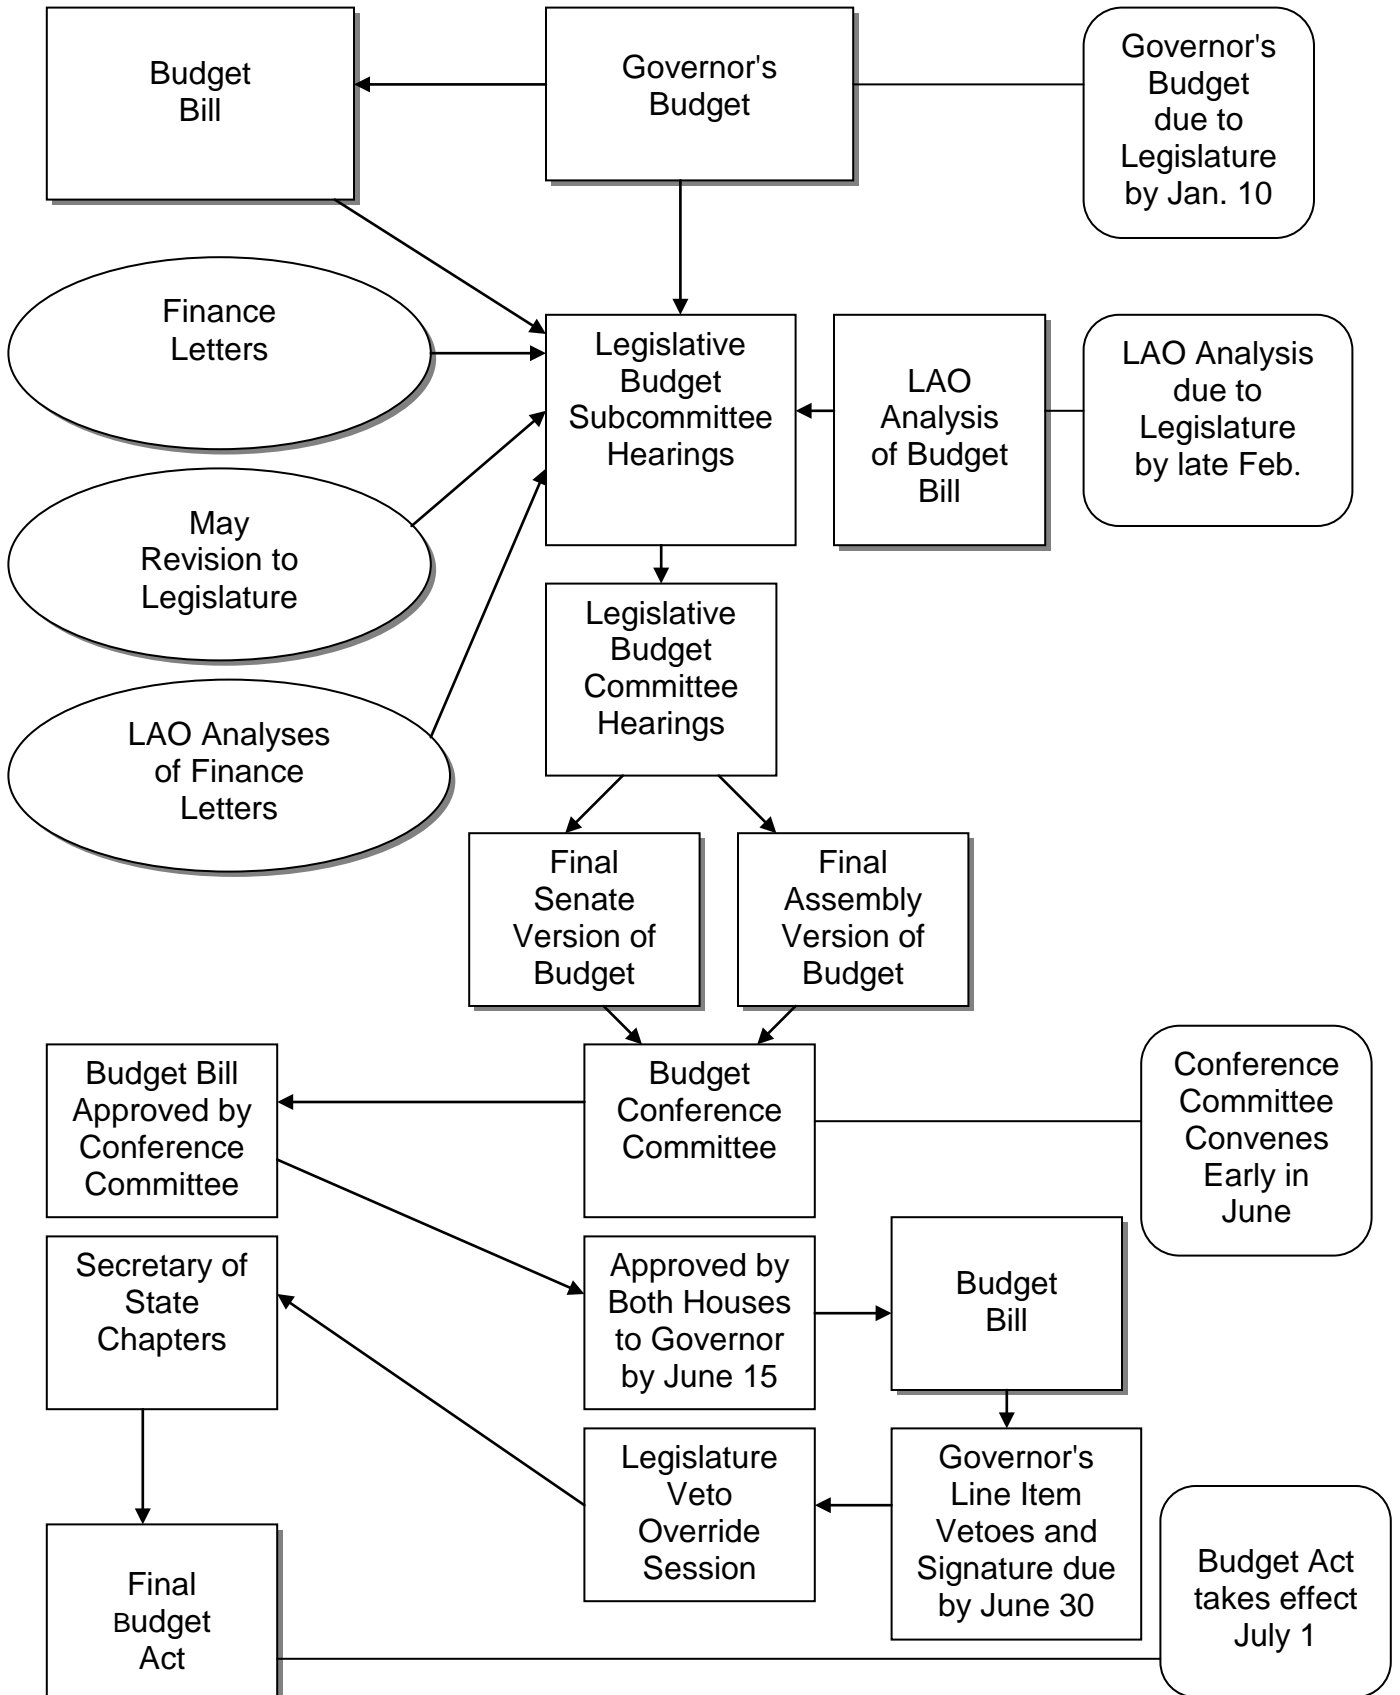 Budget
Bill
Governor's
Budget
Governor's
Budget
due to
Legislature
by Jan. 10
Finance
Letters
Legislative
Budget
Subcommittee
Hearings
LAO
Analysis
of Budget
Bill
LAO Analysis
due to
Legislature
by late Feb.
May
Revision to
Legislature
Legislative
Budget
Committee
Hearings
LAO Analyses
of Finance
Letters
Final
Senate
Version of
Budget
Final
Assembly
Version of
Budget
Budget Bill
Approved by
Conference
Committee
Budget
Conference
Committee
Conference
Committee
Convenes
Early in
June
Secretary of
State
Chapters
Approved by
Both Houses
to Governor
by June 15
Budget
Bill
Legislature
Veto
Override
Session
Governor's
Line Item
Vetoes and
Signature due
by June 30
Final
Budget
Act
Budget Act
takes effect
July 1